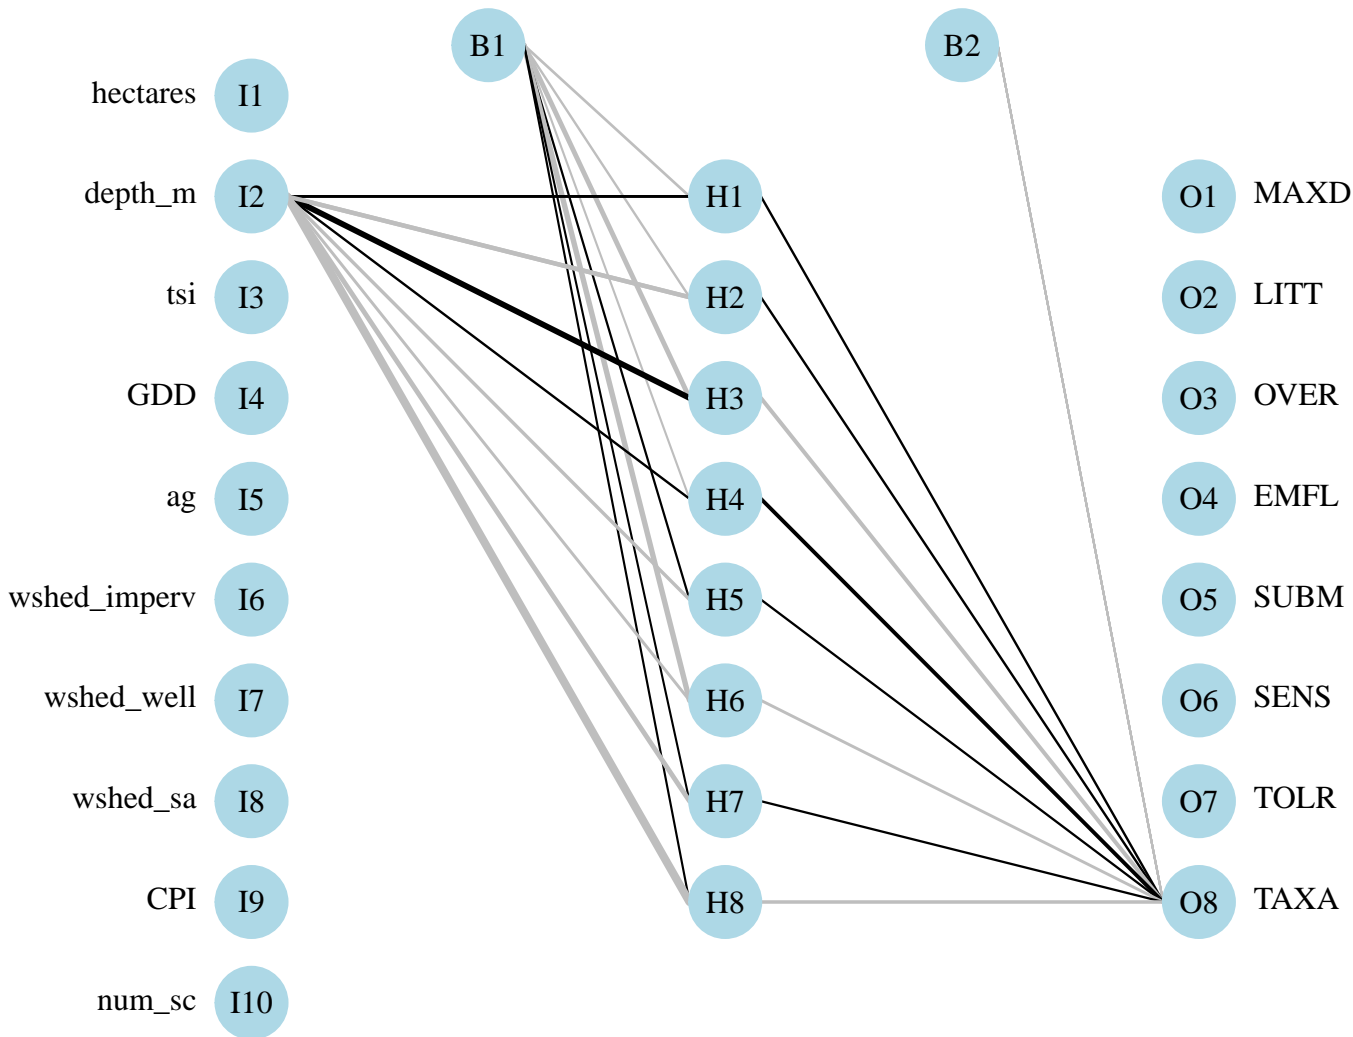 B1
B2
hectares I1
depth_m I2 H1 O1 MAXD
tsi I3 H2 O2 LITT
GDD I4 H3 O3 OVER
ag I5 H4 O4 EMFL
wshed_imperv I6 H5 O5 SUBM
wshed_well I7 H6 O6 SENS
wshed_sa I8 H7 O7 TOLR
CPI I9 H8 O8 TAXA
num_sc I10